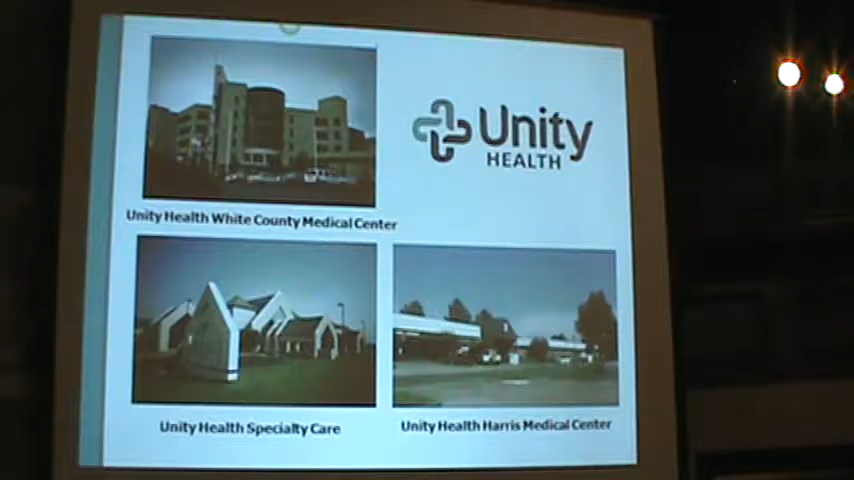 Unity
HEALTH
Unity Health White County Medical Center
Unity Health Specialty Care
Unity Health Harris Medical Center